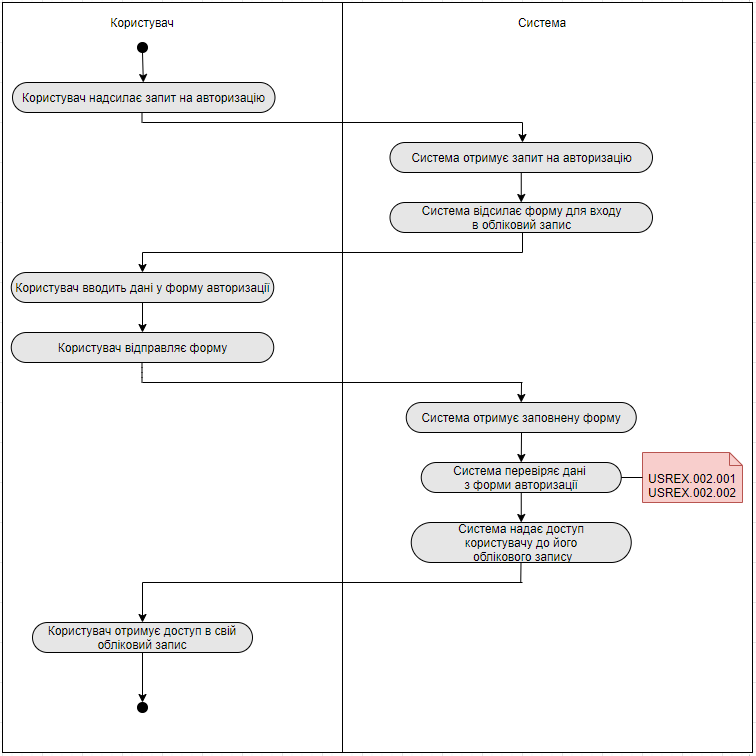 Користувач
Система
Користувач надсилає запит на авторизацію
Система отримує запит на авторизацію
Система відсилає форму для входу
в обліковий запис
Користувач вводить дані у форму авторизації
Користувач відправляє форму
Система отримує заповнену форму
Система перевіряє дані
з форми авторизації
USREX.002.001
USREX.002.002
Система надає доступ
користувачу до його
облікового запису
Користувач отримує доступ в свій
обліковий запис